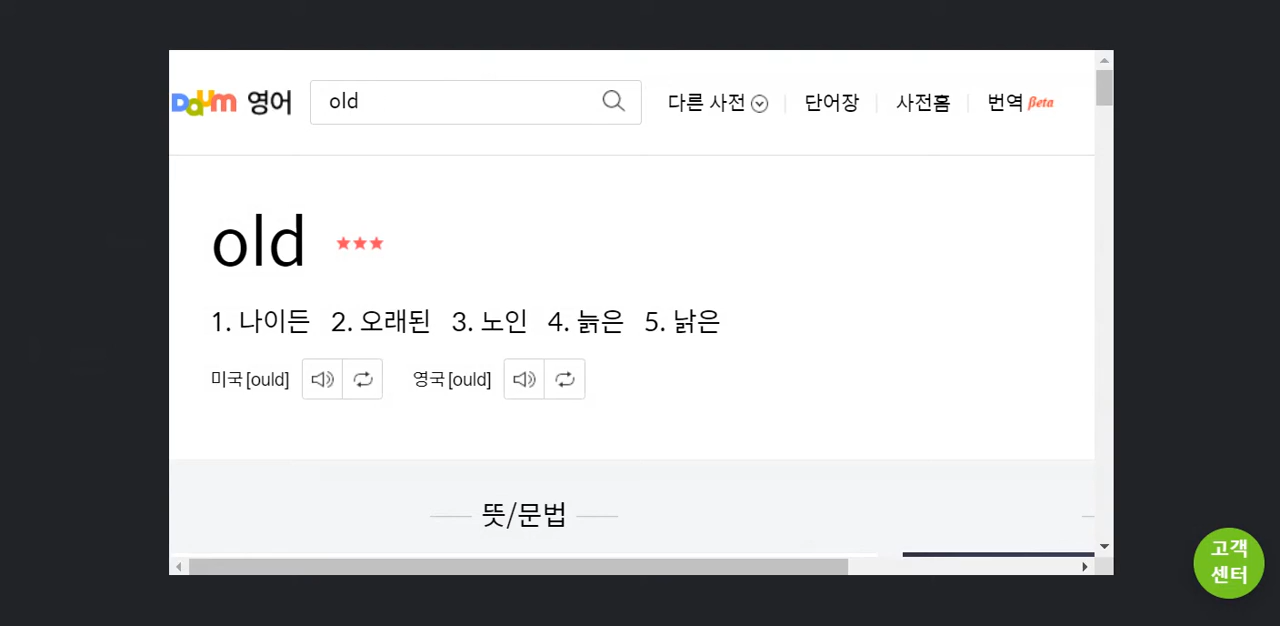 Daum 영어 old 다른 사전 단어장 사전홈 번역 Beta
old ★★★
1. 나이든 2. 오래된 3. 노인 4. 늙은 5. 낡은
미국 [ould] 영국 [ould]
뜻/문법
고객
센터